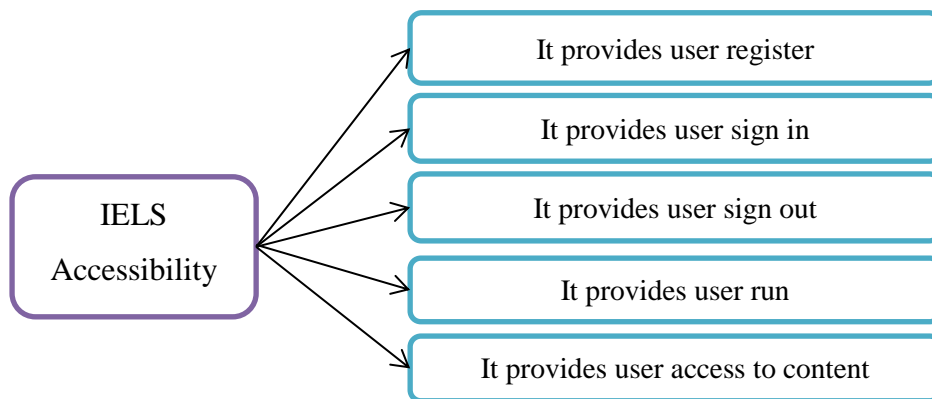 It provides user register
It provides user sign in
IELS
Accessibility
It provides user sign out
It provides user run
It provides user access to content